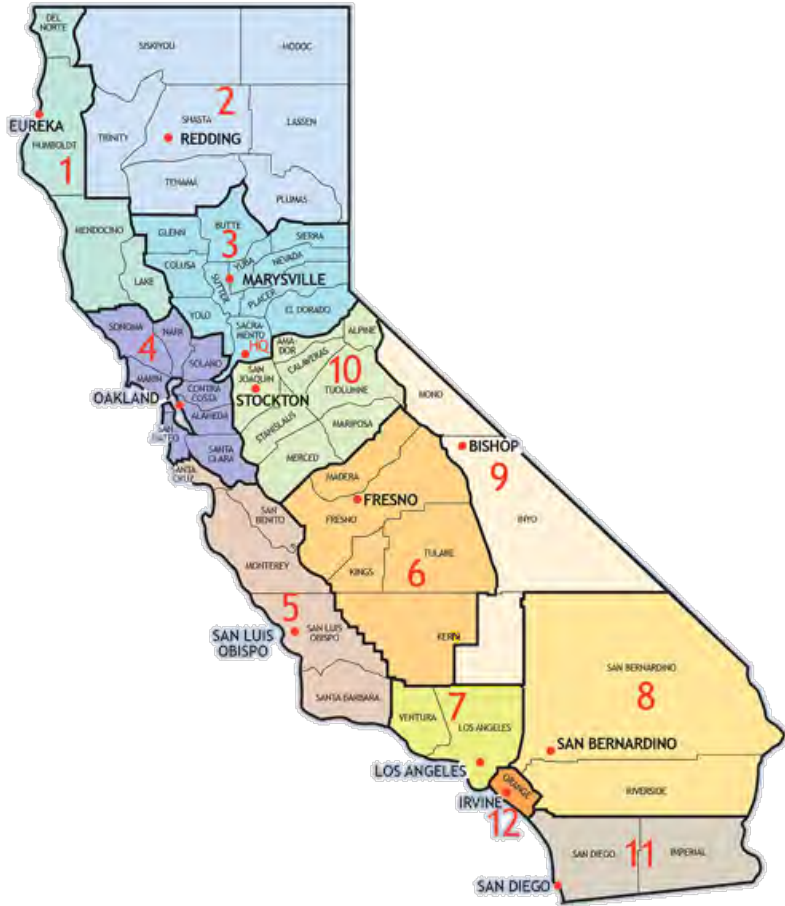 DEL
NORTE
SISKIYOU
MODOC
EUREKA
HUMBOLDT
1
TRINITY
2
SHASTA
REDDING
LASSEN
TEHAMA
PLUMAS
MENDOCINO
LAKE
GLENN
BUTTE
3
SIERRA
COLUSA
YUBA
NEVADA
SUTTER
MARYSVILLE
PLACER
YOLO
EL DORADO
SACRA-
MENTO
HQ
SONOMA
NAPA
4
SOLANO
MARIN
CONTRA
COSTA
OAKLAND
ALAMEDA
SAN
MATEO
SANTA
CLARA
SANTA
CRUZ
AMA-
DOR
ALPINE
CALAVERAS
SAN
JOAQUIN
10
STOCKTON
TUOLUMNE
STANISLAUS
MARIPOSA
MERCED
MONO
BISHOP
9
INYO
MADERA
FRESNO
FRESNO
TULARE
KINGS
6
KERN
SAN
BENITO
MONTEREY
5
SAN LUIS
OBISPO
SAN LUIS
OBISPO
SANTA BARBARA
VENTURA
7
LOS ANGELES
LOS ANGELES
SAN BERNARDINO
8
SAN BERNARDINO
RIVERSIDE
ORANGE
IRVINE
12
SAN DIEGO
11
IMPERIAL
SAN DIEGO